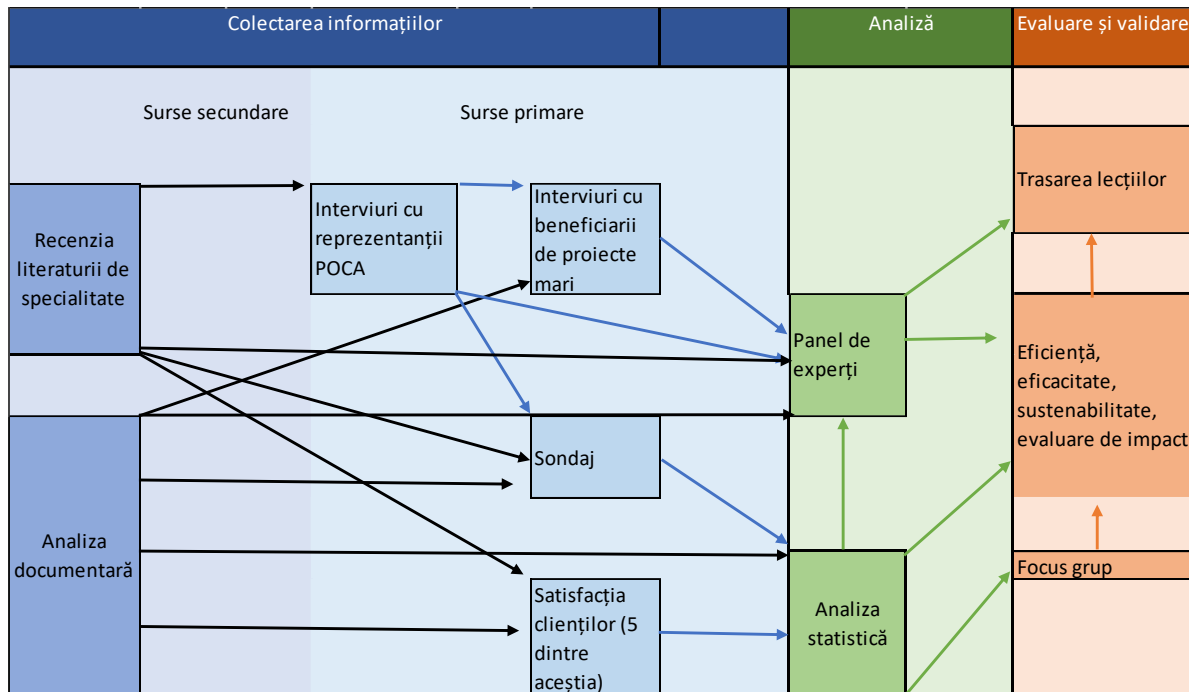 Colectarea informațiilor
Analiză
Evaluare și validare
Surse secundare
Surse primare
Recenzia
literaturii de
specialitate
Interviuri cu
reprezentanții
POCA
Interviuri cu
beneficiarii
de proiecte
mari
Trasarea lecțiilor
Panel de
experți
Eficiență,
eficacitate,
sustenabilitate,
evaluare de impact
Sondaj
Analiza
documentară
Focus grup
Satisfacția
clienților (5
dintre
aceștia)
Analiza
statistică